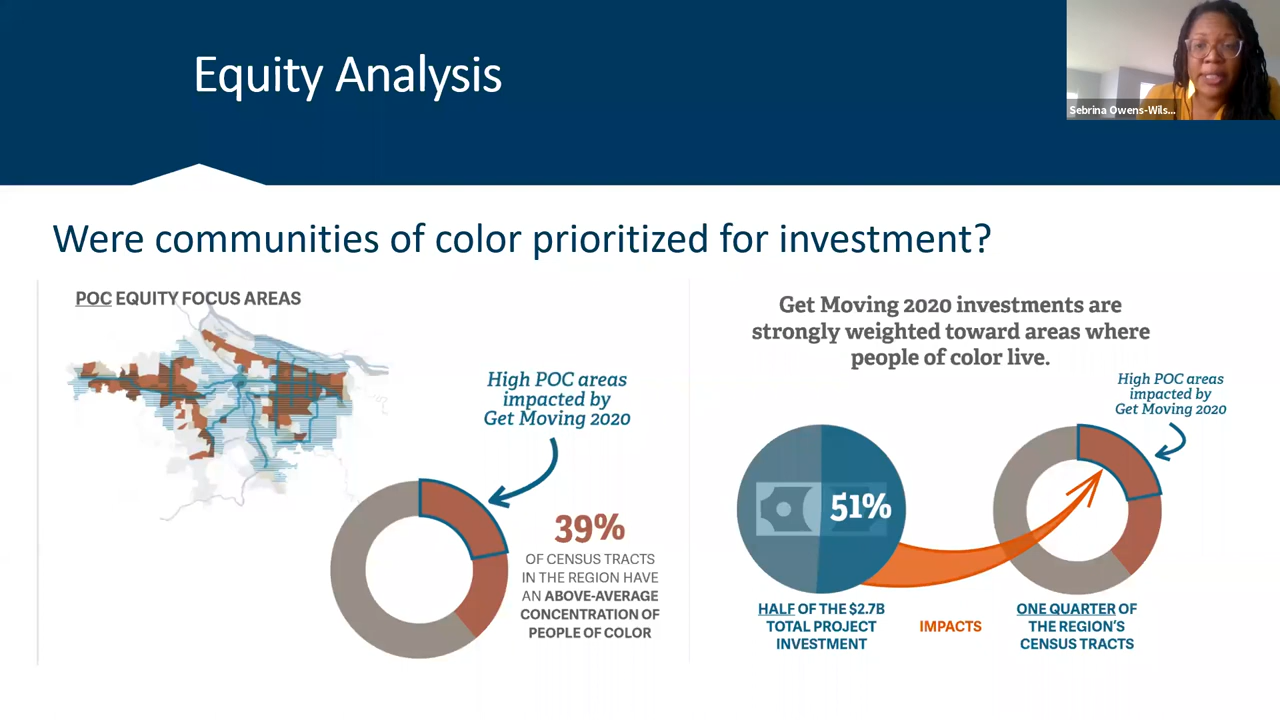 Equity Analysis
Sebrina Owens-Wils...
Were communities of color prioritized for investment?
POC EQUITY FOCUS AREAS
High POC areas
impacted by
Get Moving 2020
39%
OF CENSUS TRACTS
IN THE REGION HAVE
AN ABOVE-AVERAGE
CONCENTRATION OF
PEOPLE OF COLOR
Get Moving 2020 investments are
strongly weighted toward areas where
people of color live.
High POC areas
impacted by
Get Moving 2020
51%
HALF OF THE $2.7B
TOTAL PROJECT
INVESTMENT
IMPACTS
ONE QUARTER OF
THE REGION'S
CENSUS TRACTS